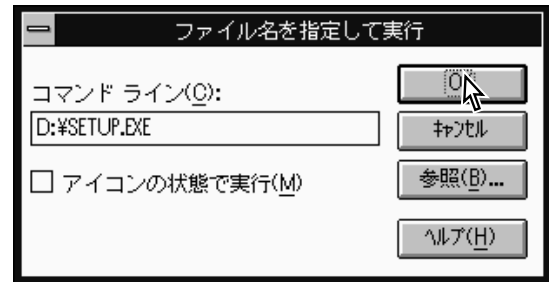 ファイル名を指定して実行
コマンド ライン(C):
D:¥SETUP.EXE
アイコンの状態で実行(M)
OK
ｷｬﾝｾﾙ
参照(B)...
ﾍﾙﾌﾟ(H)